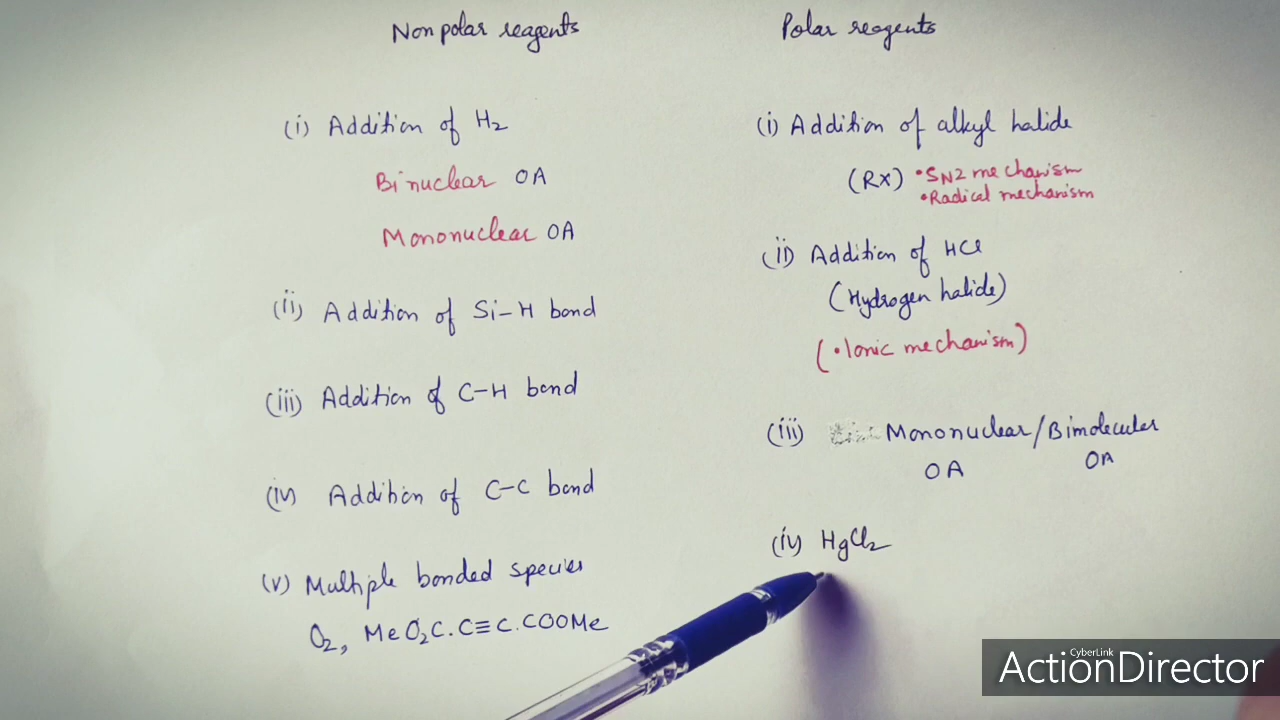 Non polar reagents
(i) Addition of H2
Binuclear OA
Mononuclear OA
(ii) Addition of Si-H bond
(iii) Addition of C-H bond
(iv) Addition of C-C bond
(v) Multiple bonded species
O2, MeO2C.C≡C.COOMe
Polar reagents
(i) Addition of alkyl halide
(RX) •SN2 mechanism
•Radical mechanism
(ii) Addition of HCl
(Hydrogen halide)
(•Ionic mechanism)
(iii) Mononuclear/Bimolecular
OA OA
(iv) HgCl2
CyberLink
ActionDirector